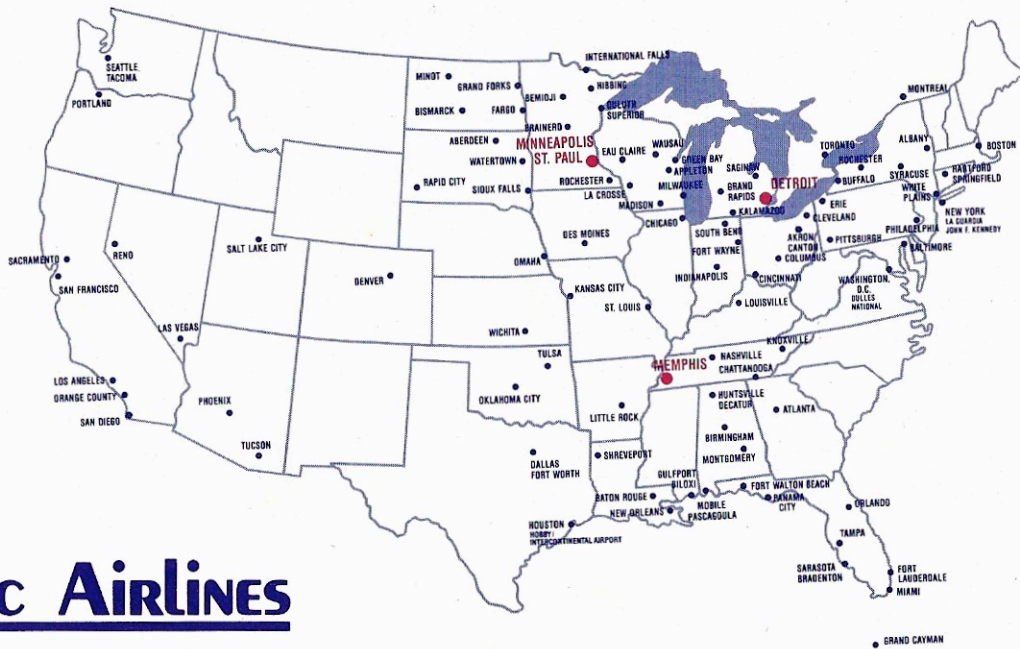 SEATTLE
TACOMA
PORTLAND
MINOT
GRAND FORKS
BISMARCK
FARGO
INTERNATIONAL FALLS
HIBBING
BEMIDJI
DULUTH
SUPERIOR
BRAINERD
ABERDEEN
WATERTOWN
MINNEAPOLIS
ST. PAUL
EAU CLAIRE
WAUSAU
GREEN BAY
APPLETON
RAPID CITY
SIOUX FALLS
ROCHESTER
LA CROSSE
MILWAUKEE
MADISON
CHICAGO
SAGINAW
GRAND
RAPIDS
DETROIT
KALAMAZOO
MONTREAL
TORONTO
ROCHESTER
BUFFALO
ALBANY
SYRACUSE
BOSTON
HARTFORD
SPRINGFIELD
WHITE
PLAINS
NEW YORK
LA GUARDIA
JOHN F. KENNEDY
ERIE
CLEVELAND
PHILADELPHIA
BALTIMORE
PITTSBURGH
AKRON
CANTON
COLUMBUS
SOUTH BEND
FORT WAYNE
INDIANAPOLIS
CINCINNATI
WASHINGTON,
D.C.
DULLES
NATIONAL
LOUISVILLE
DES MOINES
OMAHA
KANSAS CITY
ST. LOUIS
SACRAMENTO
SAN FRANCISCO
RENO
SALT LAKE CITY
DENVER
LAS VEGAS
WICHITA
TULSA
OKLAHOMA CITY
LOS ANGELES
ORANGE COUNTY
SAN DIEGO
PHOENIX
TUCSON
MEMPHIS
NASHVILLE
KNOXVILLE
CHATTANOOGA
LITTLE ROCK
HUNTSVILLE
DECATUR
ATLANTA
BIRMINGHAM
MONTGOMERY
DALLAS
FORT WORTH
SHREVEPORT
GULFPORT
BILOXI
BATON ROUGE
NEW ORLEANS
MOBILE
PASCAGOULA
FORT WALTON BEACH
PANAMA
CITY
HOUSTON
HOBBY/
INTERCONTINENTAL AIRPORT
ORLANDO
TAMPA
SARASOTA
BRADENTON
FORT
LAUDERDALE
MIAMI
GRAND CAYMAN
C AIRLINES